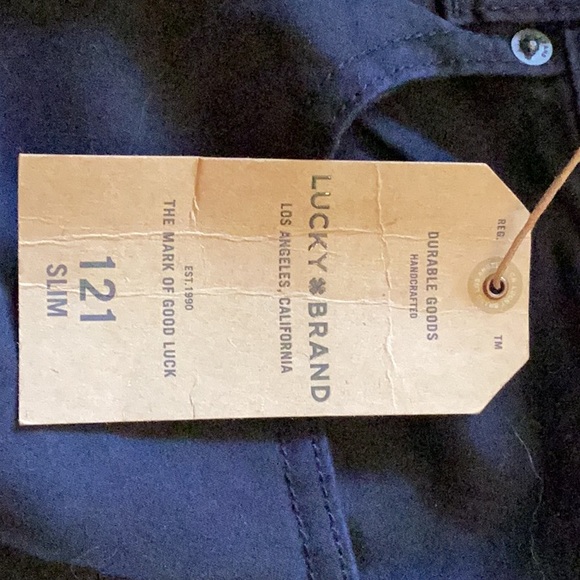 REG. TM
DURABLE GOODS
HANDCRAFTED
LUCKY BRAND
LOS ANGELES, CALIFORNIA
EST. 1990
THE MARK OF GOOD LUCK
121
SLIM